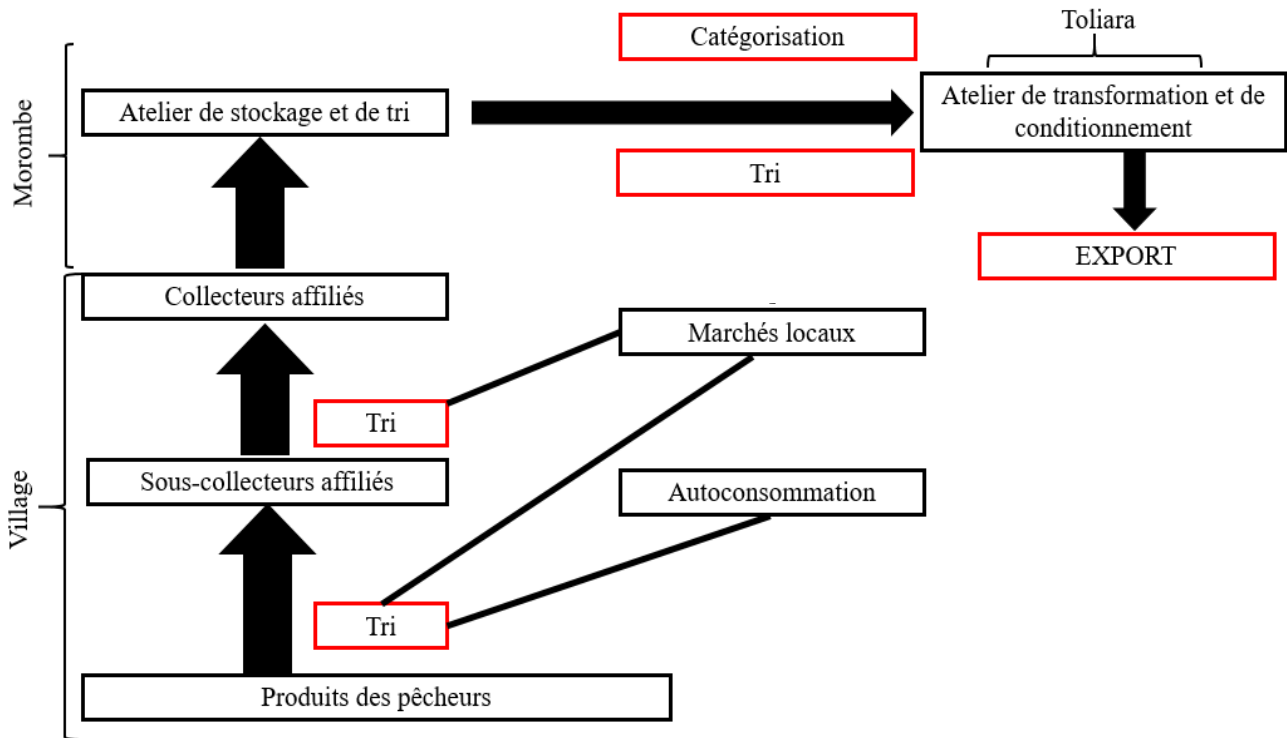 Toliara
Catégorisation
Atelier de stockage et de tri
Atelier de transformation et de
conditionnement
Morombe
Tri
EXPORT
Collecteurs affiliés
Marchés locaux
Tri
Sous-collecteurs affiliés
Autoconsommation
Village
Tri
Produits des pêcheurs